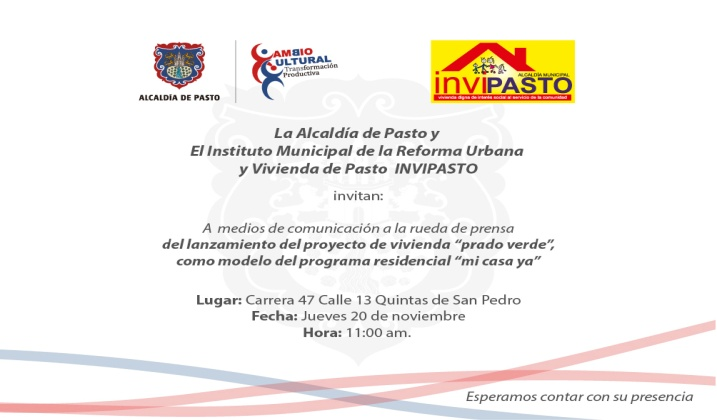 ALCALDÍA DE PASTO
CAMBIO
CULTURAL
Transformación
Productiva
ALCALDÍA MUNICIPAL
invIPASTO
vivienda digna de interés social al servicio de la comunidad
La Alcaldía de Pasto y
El Instituto Municipal de la Reforma Urbana
y Vivienda de Pasto INVIPASTO
invitan:
A medios de comunicación a la rueda de prensa
del lanzamiento del proyecto de vivienda “prado verde”,
como modelo del programa residencial “mi casa ya”
Lugar: Carrera 47 Calle 13 Quintas de San Pedro
Fecha: Jueves 20 de noviembre
Hora: 11:00 am.
Esperamos contar con su presencia